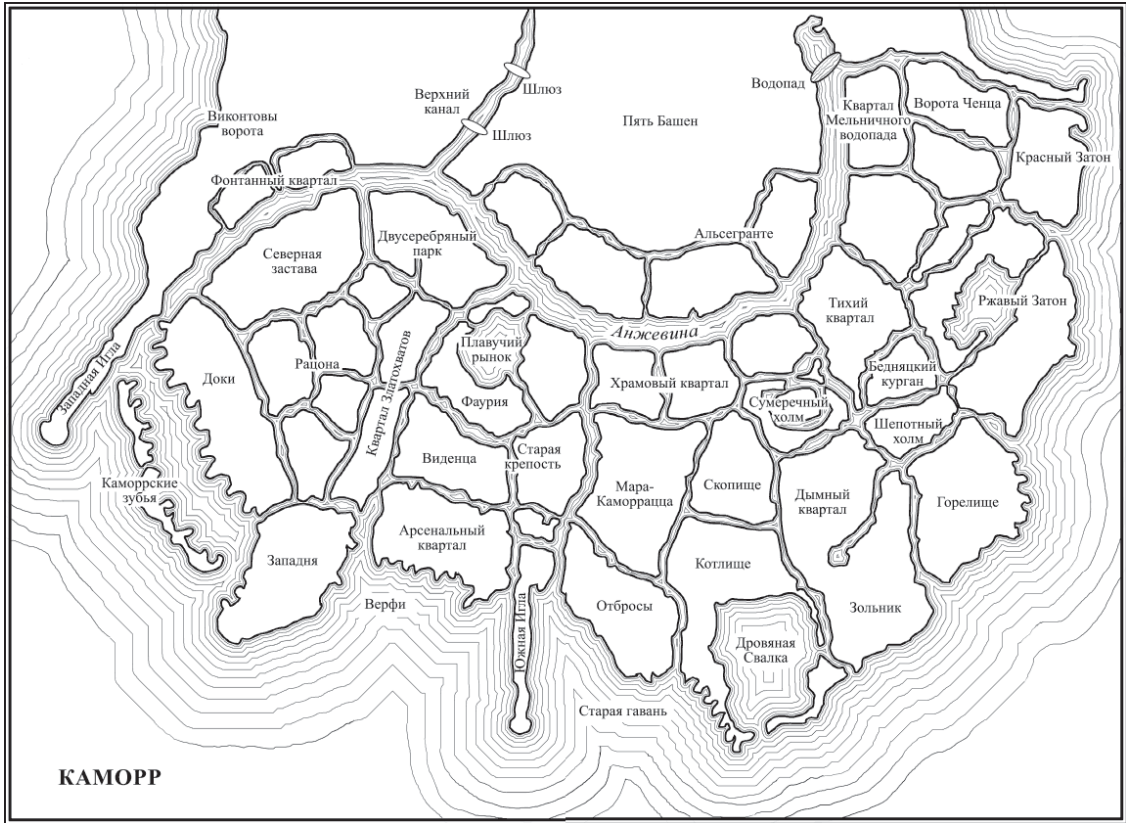 Виконтовы
ворота
Верхний
канал
Шлюз
Шлюз
Пять Башен
Водопад
Квартал
Мельничного
водопада
Ворота Ченца
Красный Затон
Фонтанный квартал
Северная
застава
Двусеребряный
парк
Альсегранте
Тихий
квартал
Ржавый Затон
Анжевина
Западная Игла
Доки
Рацона
Квартал Златохватов
Плавучий
рынок
Фаурия
Храмовый квартал
Сумеречный
холм
Бедняцкий
курган
Шепотный
холм
Каморрские
зубья
Виденца
Старая
крепость
Мара-
Каморрацца
Скопище
Дымный
квартал
Горелище
Западня
Арсенальный
квартал
Верфи
Южная Игла
Отбросы
Котлище
Зольник
Дровяная
Свалка
Старая гавань
КАМОРР